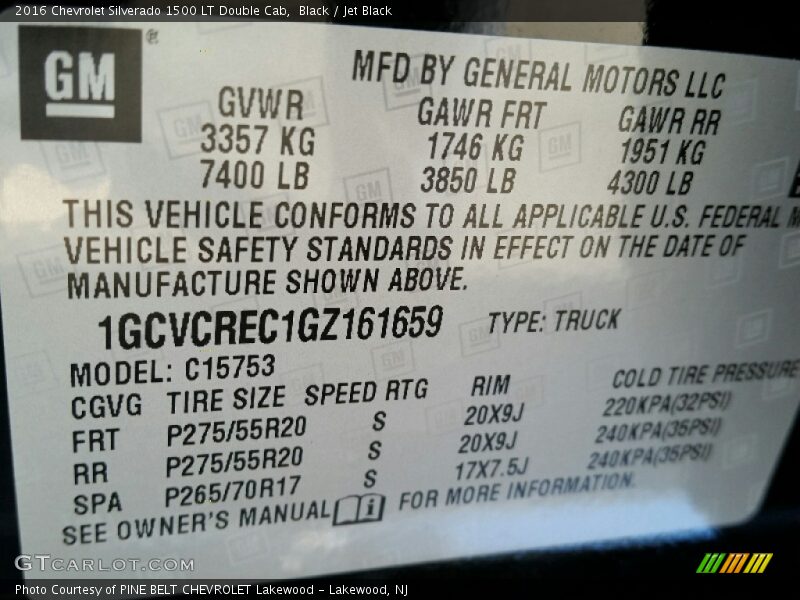 2016 Chevrolet Silverado 1500 LT Double Cab,  Black / Jet Black
GM ®
MFD BY GENERAL MOTORS LLC
GVWR GAWR FRT GAWR RR
3357 KG 1746 KG 1951 KG
7400 LB 3850 LB 4300 LB
THIS VEHICLE CONFORMS TO ALL APPLICABLE U.S. FEDERAL M
VEHICLE SAFETY STANDARDS IN EFFECT ON THE DATE OF
MANUFACTURE SHOWN ABOVE.
1GCVCREC1GZ161659 TYPE: TRUCK
MODEL: C15753
CGVG TIRE SIZE SPEED RTG RIM COLD TIRE PRESSURE
FRT P275/55R20 S 20X9J 220KPA(32PSI)
RR P275/55R20 S 20X9J 240KPA(35PSI)
SPA P265/70R17 S 17X7.5J 240KPA(35PSI)
SEE OWNER'S MANUAL i FOR MORE INFORMATION.
GTCARLOT.COM
Photo Courtesy of PINE BELT CHEVROLET Lakewood - Lakewood, NJ